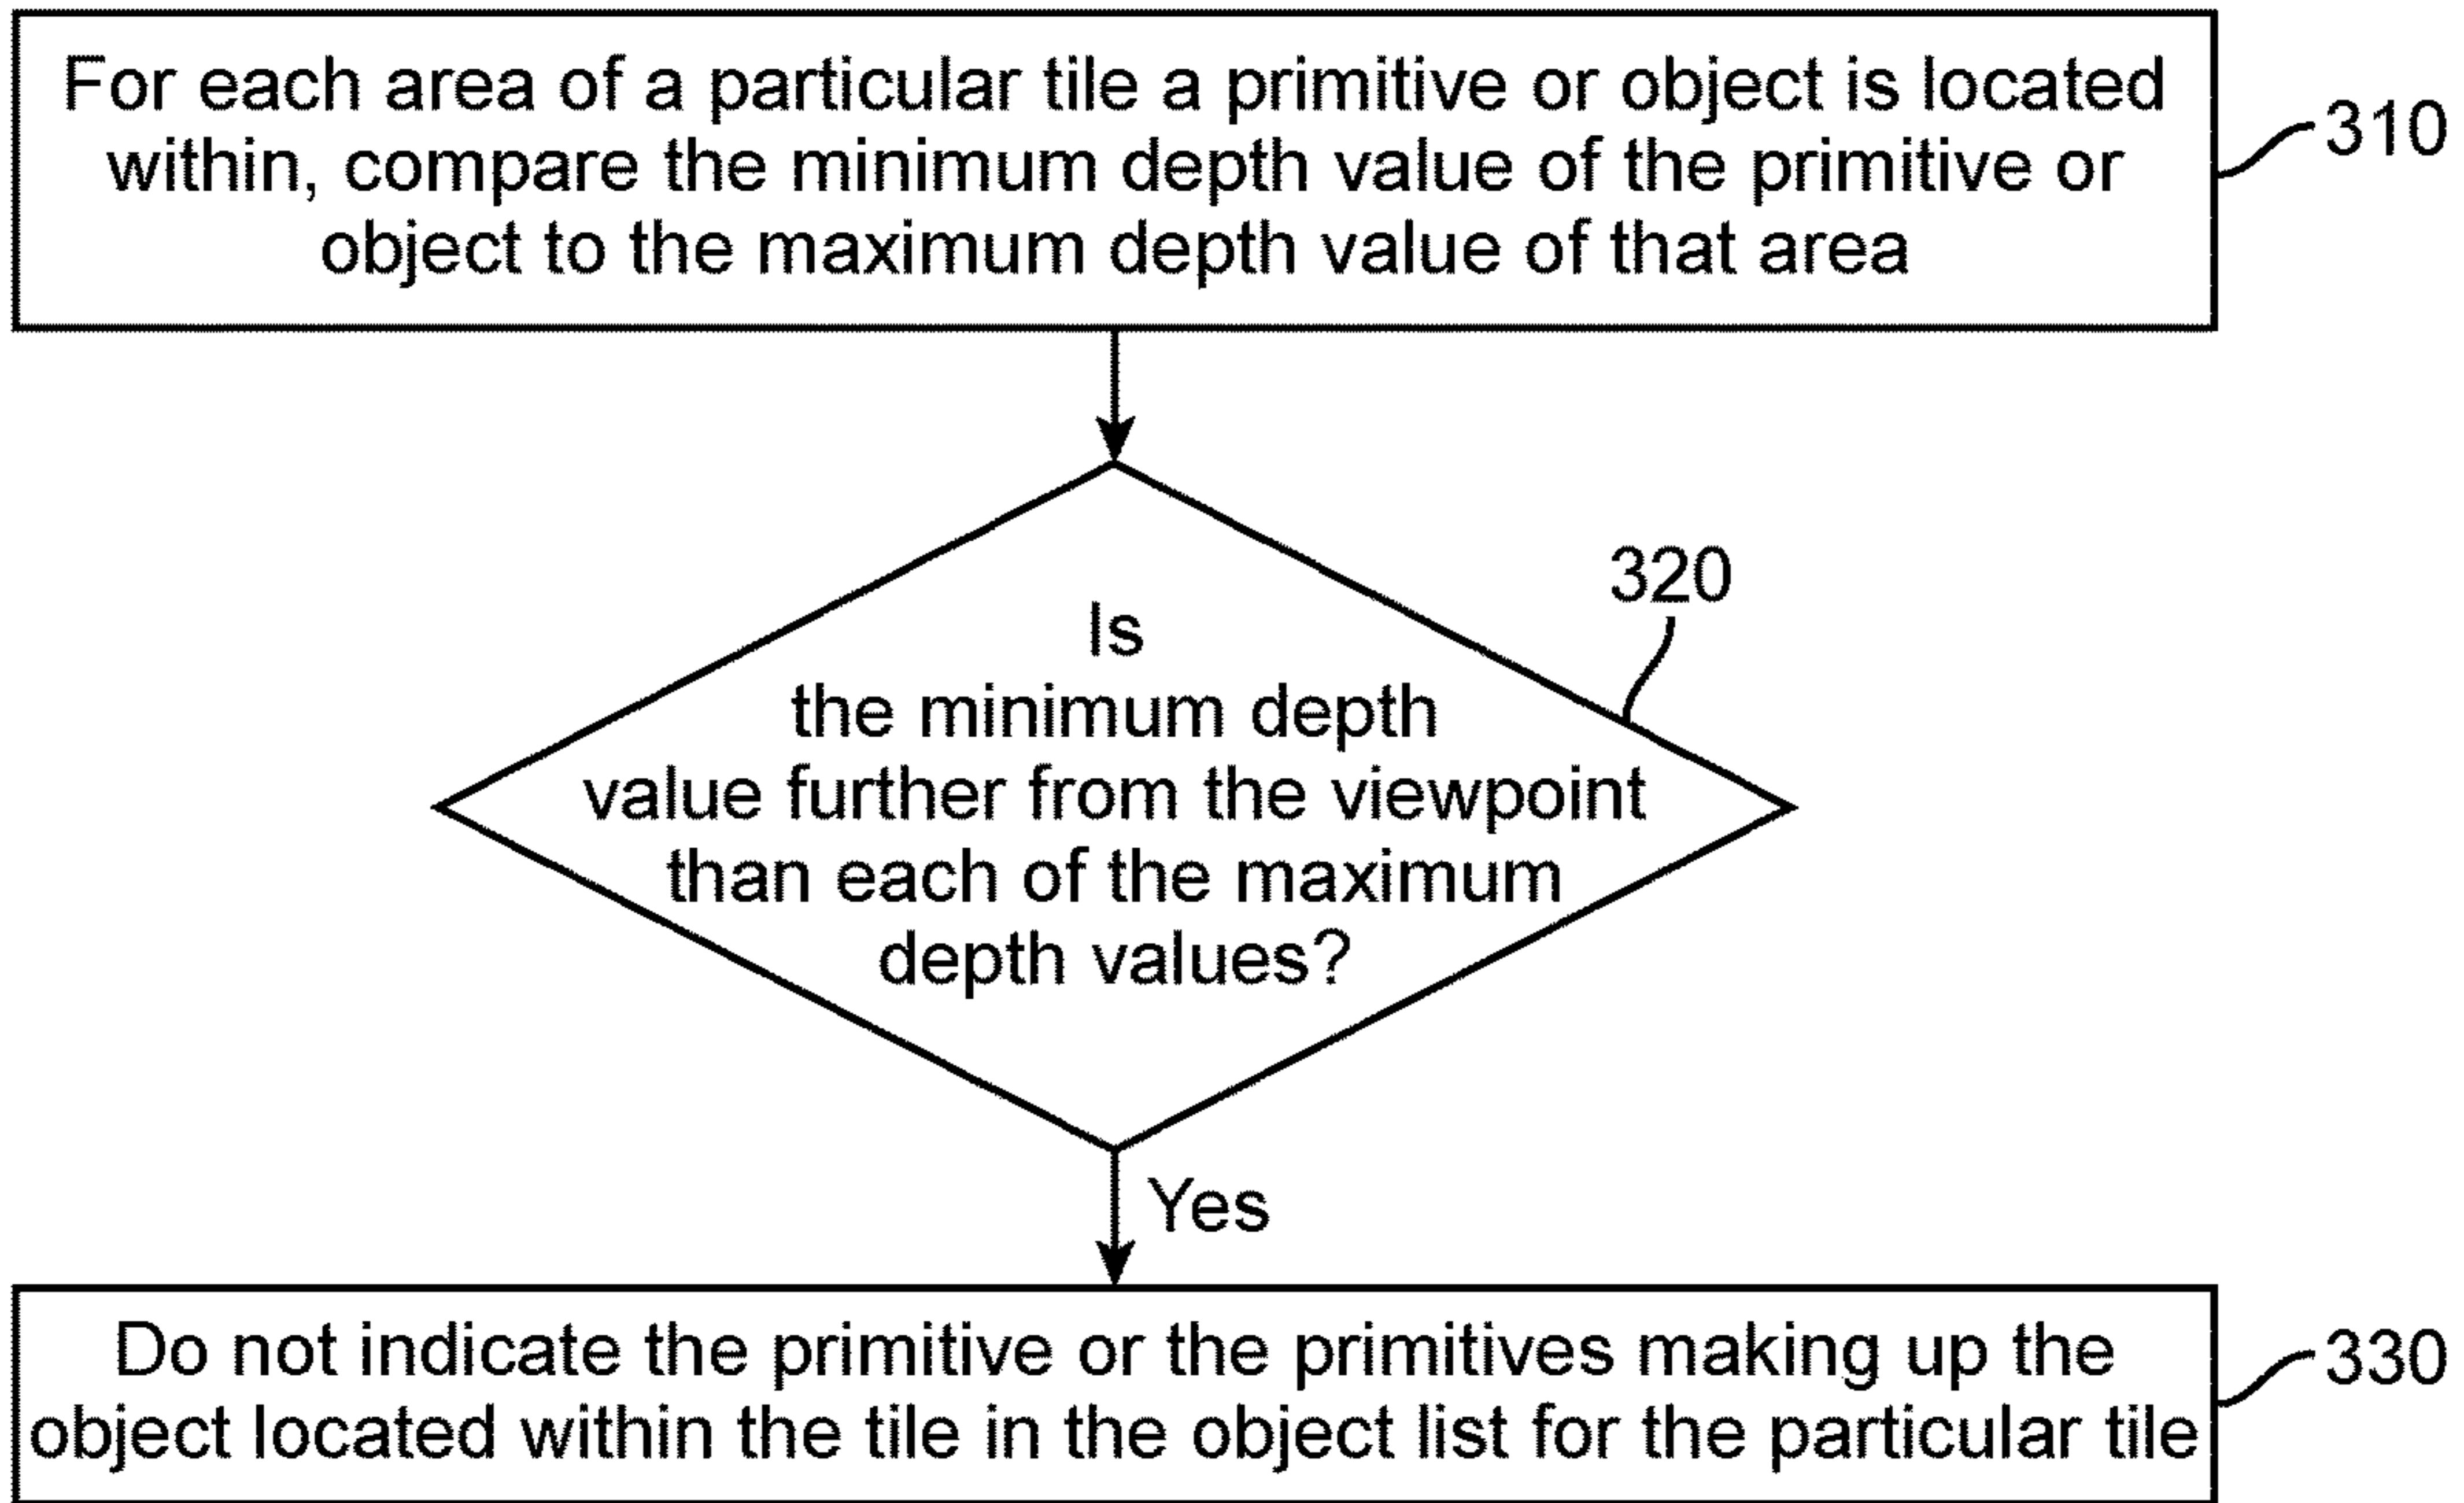 For each area of a particular tile a primitive or object is located
within, compare the minimum depth value of the primitive or
object to the maximum depth value of that area
310
320
Is
the minimum depth
value further from the viewpoint
than each of the maximum
depth values?
Yes
Do not indicate the primitive or the primitives making up the
object located within the tile in the object list for the particular tile
330